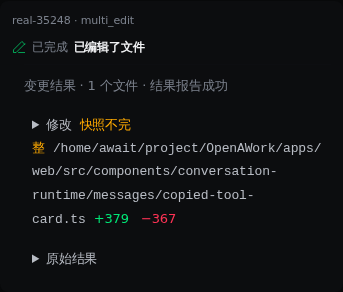 real-35248 · multi_edit
已完成 已编辑了文件
变更结果 · 1 个文件 · 结果报告成功
▶ 修改 快照不完
整 /home/await/project/OpenAWork/apps/
web/src/components/conversation-
runtime/messages/copied-tool-
card.ts +379 −367
▶ 原始结果